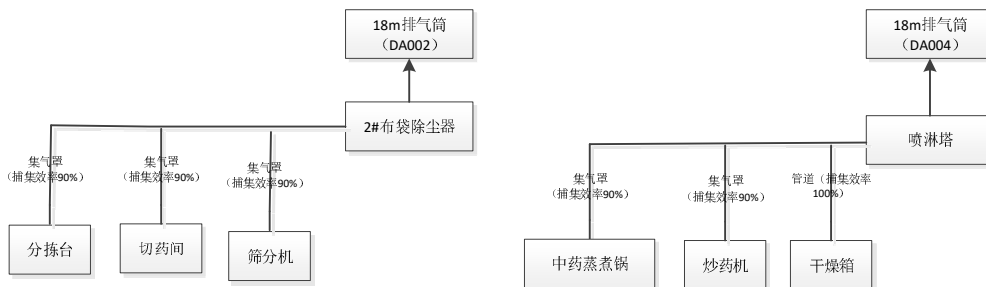 18m排气筒
（DA002）
2#布袋除尘器
集气罩
（捕集效率90%）
集气罩
（捕集效率90%）
集气罩
（捕集效率90%）
分拣台
切药间
筛分机
18m排气筒
（DA004）
喷淋塔
集气罩
（捕集效率90%）
集气罩
（捕集效率90%）
管道（捕集效率
100%）
中药蒸煮锅
炒药机
干燥箱